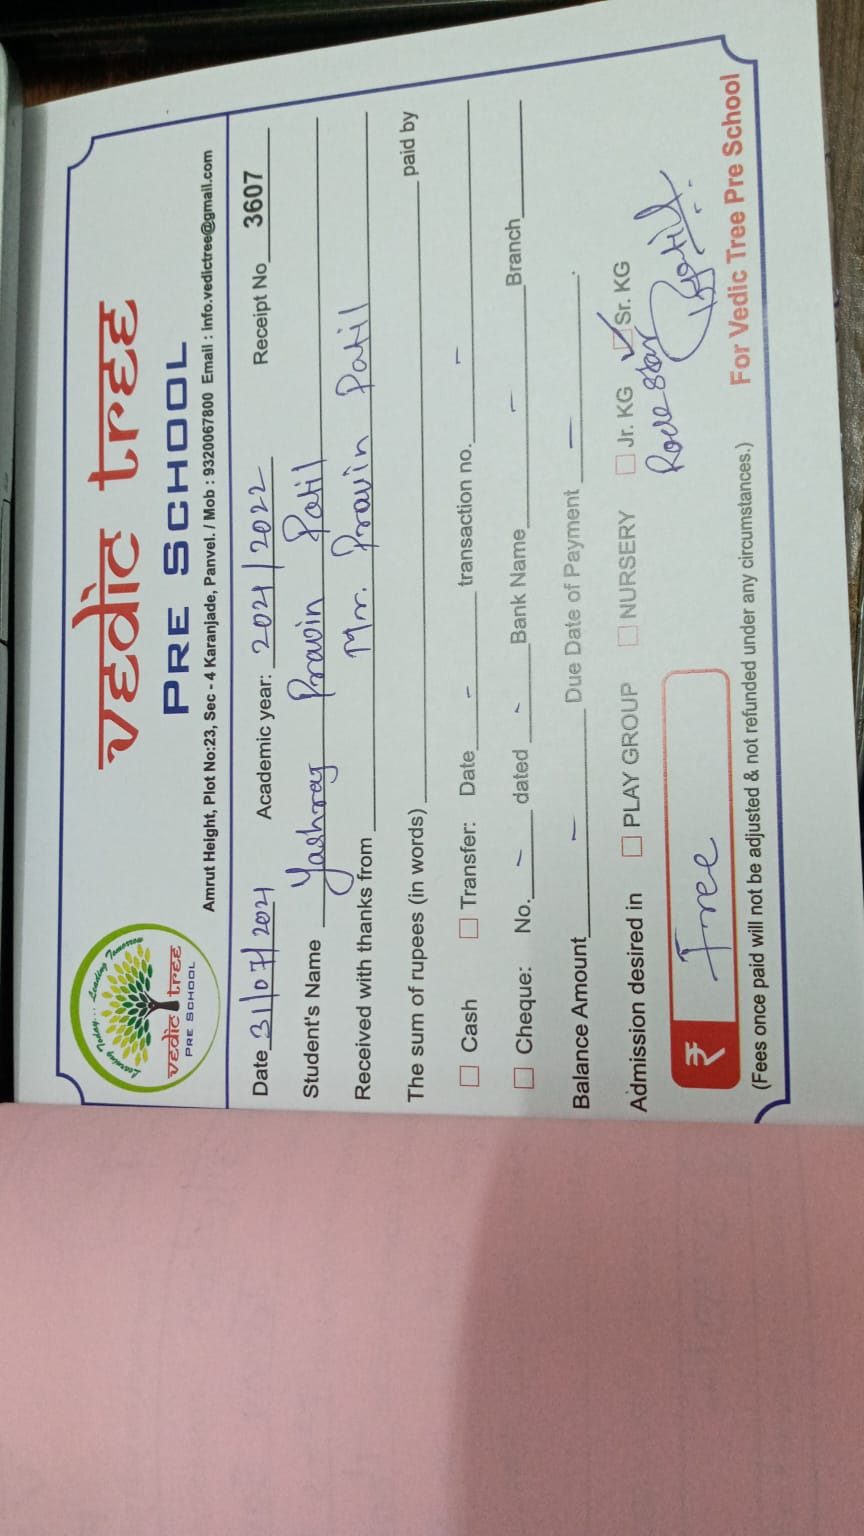 Learning Today... Leading Tomorrow
vedic tree
PRE SCHOOL
vedic tree
PRE SCHOOL
Amrut Height, Plot No:23, Sec - 4 Karanjade, Panvel. / Mob : 9320067800 Email : info.vedictree@gmail.com
Date 31/07/2021 Academic year: 2021/2022 Receipt No 3607
Student's Name Yashraj Pravin Patil
Received with thanks from Mr. Pravin Patil
The sum of rupees (in words) paid by
Cash Transfer: Date - transaction no. -
Cheque: No. - dated - Bank Name - Branch
Balance Amount - Due Date of Payment - .
Admission desired in PLAY GROUP NURSERY Jr. KG Sr. KG
₹ Free
(Fees once paid will not be adjusted & not refunded under any circumstances.) For Vedic Tree Pre School